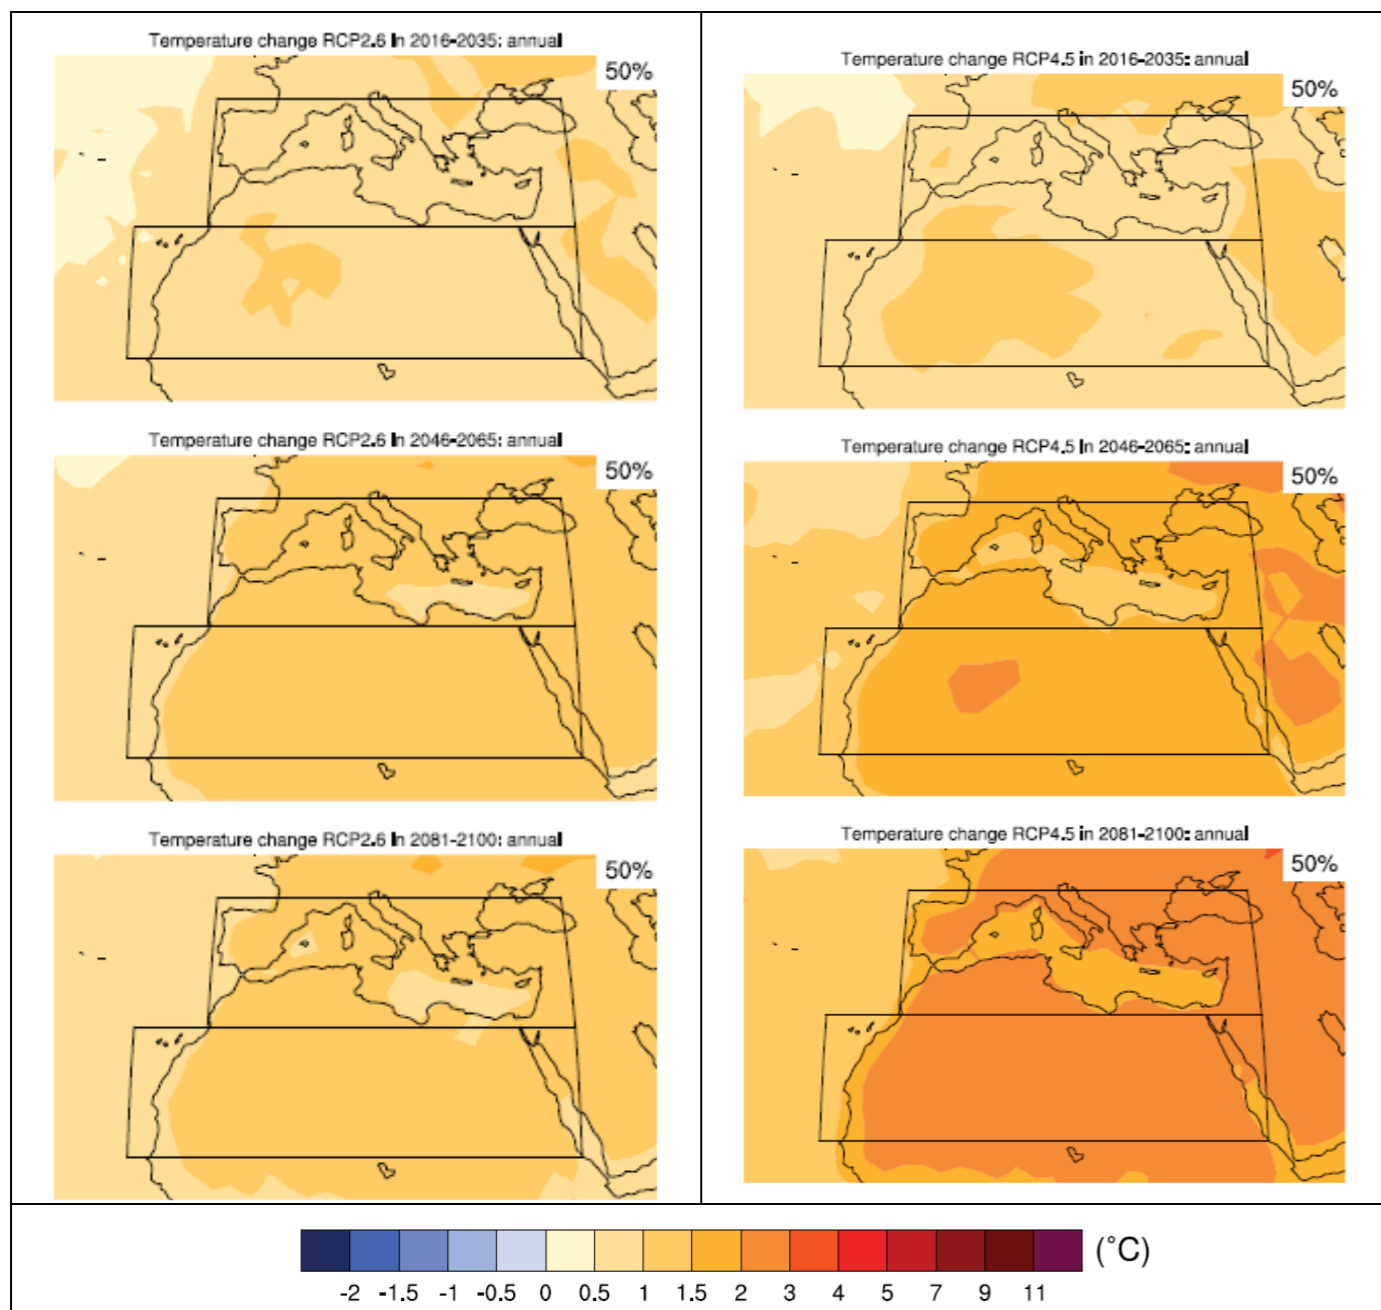 Temperature change RCP2.6 in 2016-2035: annual
50%
Temperature change RCP4.5 in 2016-2035: annual
50%
Temperature change RCP2.6 in 2046-2065: annual
50%
Temperature change RCP4.5 in 2046-2065: annual
50%
Temperature change RCP2.6 in 2081-2100: annual
50%
Temperature change RCP4.5 in 2081-2100: annual
50%
(°C)
-2 -1.5 -1 -0.5 0 0.5 1 1.5 2 3 4 5 7 9 11